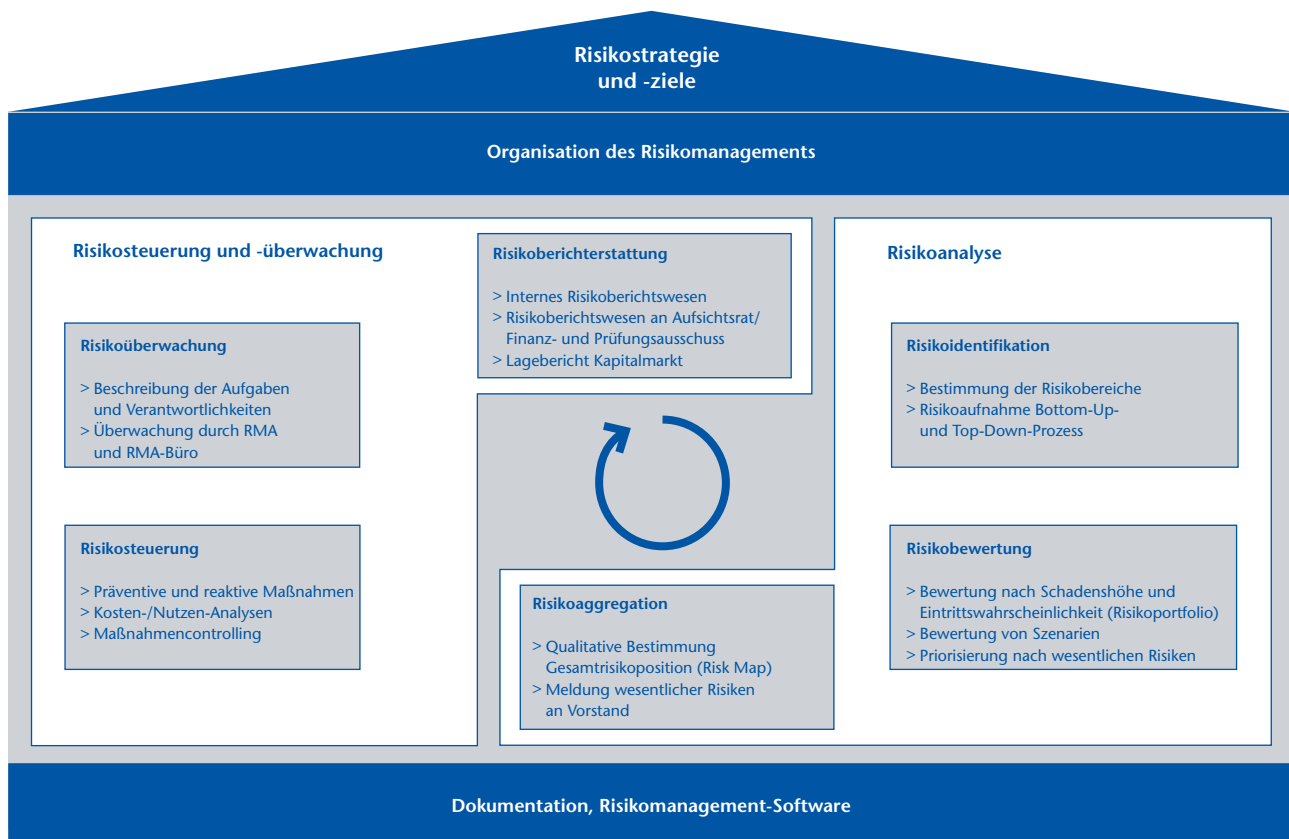 Risikostrategie
und -ziele
Organisation des Risikomanagements
Risikosteuerung und -überwachung
Risikoüberwachung
> Beschreibung der Aufgaben
und Verantwortlichkeiten
> Überwachung durch RMA
und RMA-Büro
Risikosteuerung
> Präventive und reaktive Maßnahmen
> Kosten-/Nutzen-Analysen
> Maßnahmencontrolling
Risikoberichterstattung
> Internes Risikoberichtswesen
> Risikoberichtswesen an Aufsichtsrat/
Finanz- und Prüfungsausschuss
> Lagebericht Kapitalmarkt
Risikoaggregation
> Qualitative Bestimmung
Gesamtrisikoposition (Risk Map)
> Meldung wesentlicher Risiken
an Vorstand
Risikoanalyse
Risikoidentifikation
> Bestimmung der Risikobereiche
> Risikoaufnahme Bottom-Up-
und Top-Down-Prozess
Risikobewertung
> Bewertung nach Schadenshöhe und
Eintrittswahrscheinlichkeit (Risikoportfolio)
> Bewertung von Szenarien
> Priorisierung nach wesentlichen Risiken
Dokumentation, Risikomanagement-Software